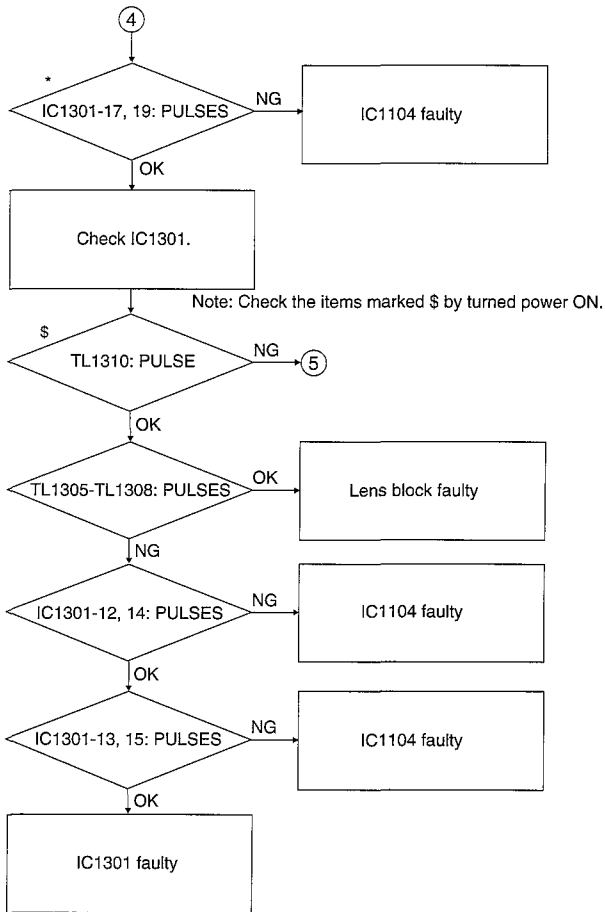 4
*
IC1301-17, 19: PULSES
NG
IC1104 faulty
OK
Check IC1301.
Note: Check the items marked $ by turned power ON.
$
TL1310: PULSE
NG
5
OK
TL1305-TL1308: PULSES
OK
Lens block faulty
NG
IC1301-12, 14: PULSES
NG
IC1104 faulty
OK
IC1301-13, 15: PULSES
NG
IC1104 faulty
OK
IC1301 faulty